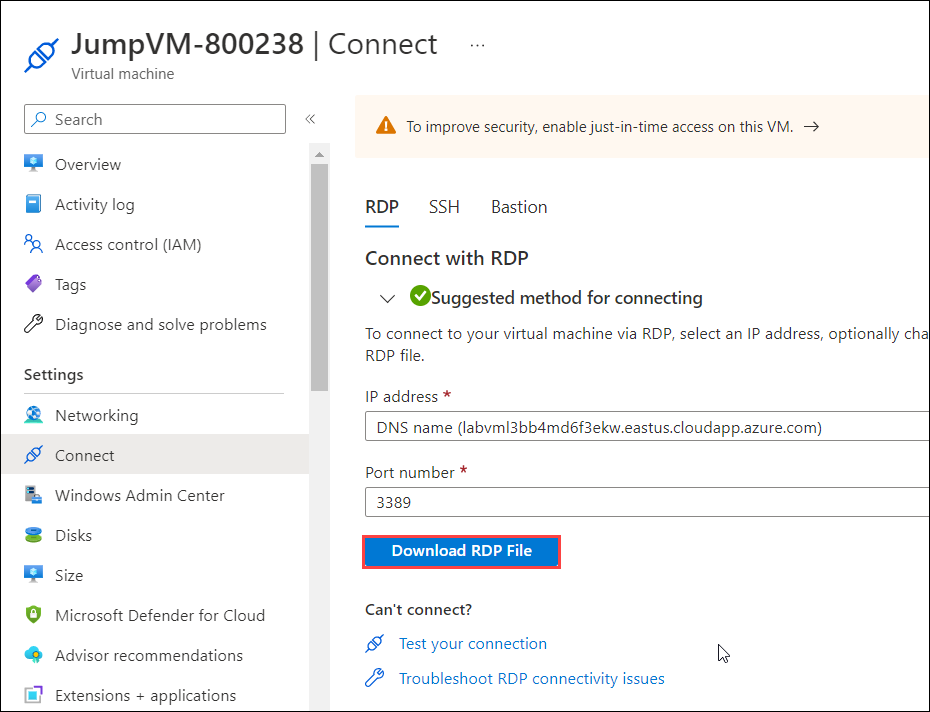 JumpVM-800238 | Connect ...
Virtual machine
Search «
Overview
Activity log
Access control (IAM)
Tags
Diagnose and solve problems
Settings
Networking
Connect
Windows Admin Center
Disks
Size
Microsoft Defender for Cloud
Advisor recommendations
Extensions + applications
To improve security, enable just-in-time access on this VM. →
RDP SSH Bastion
Connect with RDP
Suggested method for connecting
To connect to your virtual machine via RDP, select an IP address, optionally cha
RDP file.
IP address *
DNS name (labvml3bb4md6f3ekw.eastus.cloudapp.azure.com)
Port number *
3389
Download RDP File
Can't connect?
Test your connection
Troubleshoot RDP connectivity issues